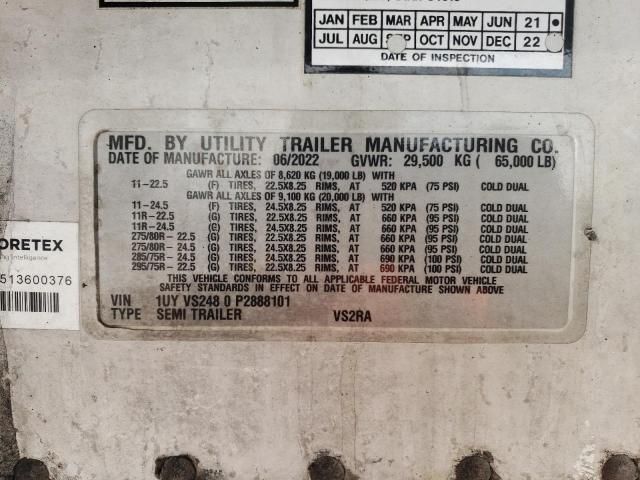 JAN FEB MAR APR MAY JUN 21
JUL AUG SEP OCT NOV DEC 22
DATE OF INSPECTION
MFD. BY UTILITY TRAILER MANUFACTURING CO.
DATE OF MANUFACTURE: 06/2022 GVWR: 29,500 KG ( 65,000 LB)
GAWR ALL AXLES OF 8,620 KG (19,000 LB) WITH
11-22.5 (F) TIRES, 22.5X8.25 RIMS, AT 520 KPA (75 PSI) COLD DUAL
GAWR ALL AXLES OF 9,100 KG (20,000 LB) WITH
11-24.5 (F) TIRES, 24.5X8.25 RIMS, AT 520 KPA (75 PSI) COLD DUAL
11R-22.5 (G) TIRES, 22.5X8.25 RIMS, AT 660 KPA (95 PSI) COLD DUAL
11R-24.5 (G) TIRES, 24.5X8.25 RIMS, AT 660 KPA (95 PSI) COLD DUAL
275/80R-22.5 (G) TIRES, 22.5X8.25 RIMS, AT 660 KPA (95 PSI) COLD DUAL
275/80R-24.5 (G) TIRES, 24.5X8.25 RIMS, AT 660 KPA (95 PSI) COLD DUAL
285/75R-24.5 (G) TIRES, 24.5X8.25 RIMS, AT 690 KPA (100 PSI) COLD DUAL
295/75R-22.5 (G) TIRES, 22.5X8.25 RIMS, AT 690 KPA (100 PSI) COLD DUAL
THIS VEHICLE CONFORMS TO ALL APPLICABLE FEDERAL MOTOR VEHICLE
SAFETY STANDARDS IN EFFECT ON DATE OF MANUFACTURE SHOWN ABOVE
VIN 1UY VS248 0 P2888101
TYPE SEMI TRAILER VS2RA
ORETEX
Intelligence
513600376